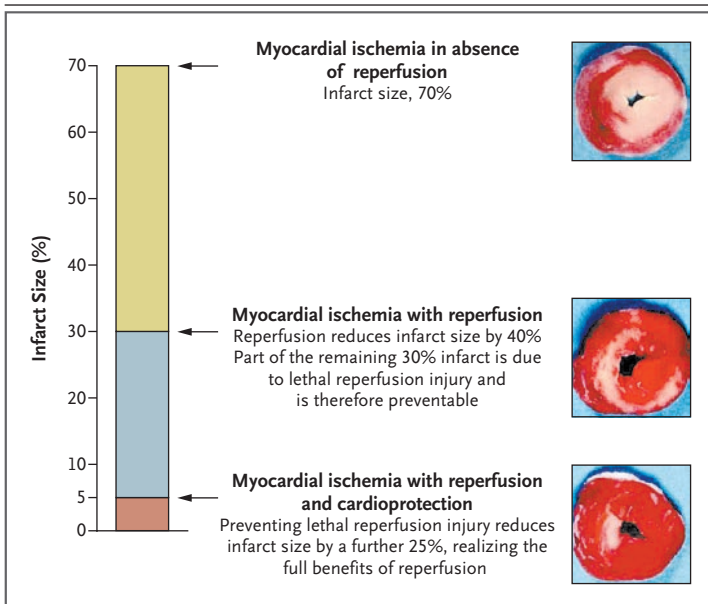 Infarct Size (%)
70
60
50
40
30
20
10
5
0
Myocardial ischemia in absence
of reperfusion
Infarct size, 70%
Myocardial ischemia with reperfusion
Reperfusion reduces infarct size by 40%
Part of the remaining 30% infarct is due
to lethal reperfusion injury and
is therefore preventable
Myocardial ischemia with reperfusion
and cardioprotection
Preventing lethal reperfusion injury reduces
infarct size by a further 25%, realizing the
full benefits of reperfusion